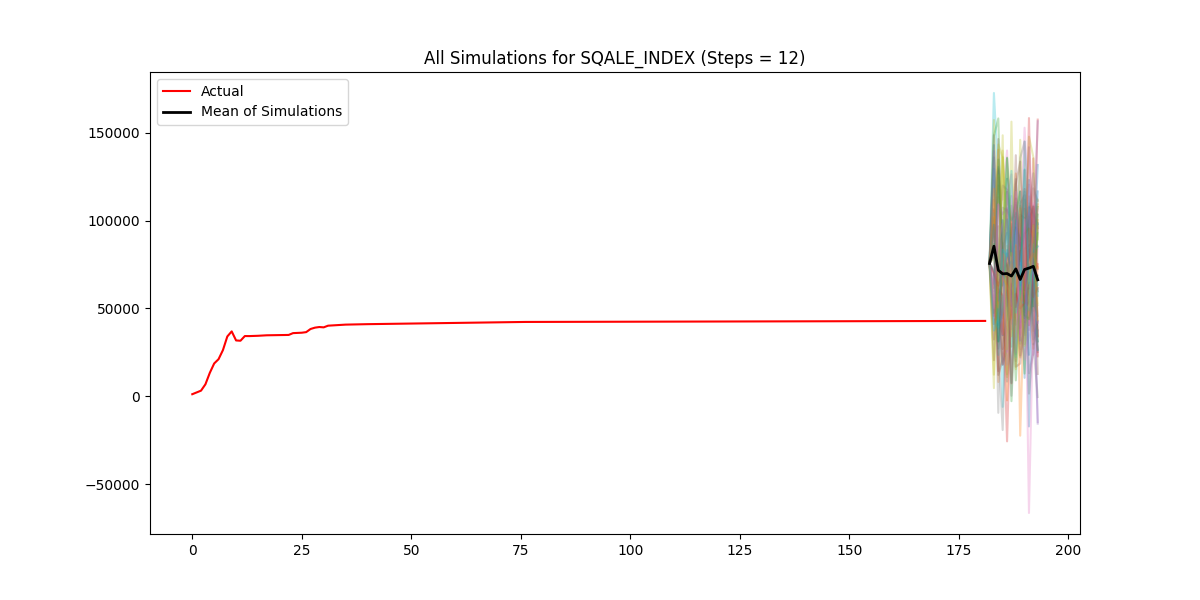 All Simulations for SQALE_INDEX (Steps = 12)
Actual
Mean of Simulations
150000
100000
50000
0
−50000
0 25 50 75 100 125 150 175 200